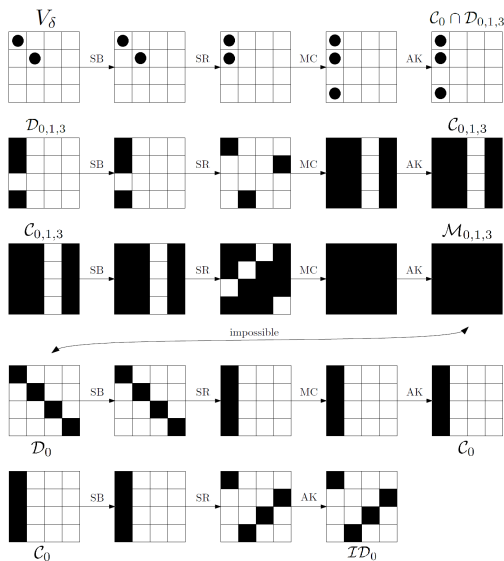 V_δ 𝒞_0 ∩ 𝒟_{0,1,3}
SB SR MC AK
𝒟_{0,1,3} 𝒞_{0,1,3}
SB SR MC AK
𝒞_{0,1,3} ℳ_{0,1,3}
SB SR MC AK
impossible
SB SR MC AK
𝒟_0 𝒞_0
SB SR AK
𝒞_0 ℐ𝒟_0